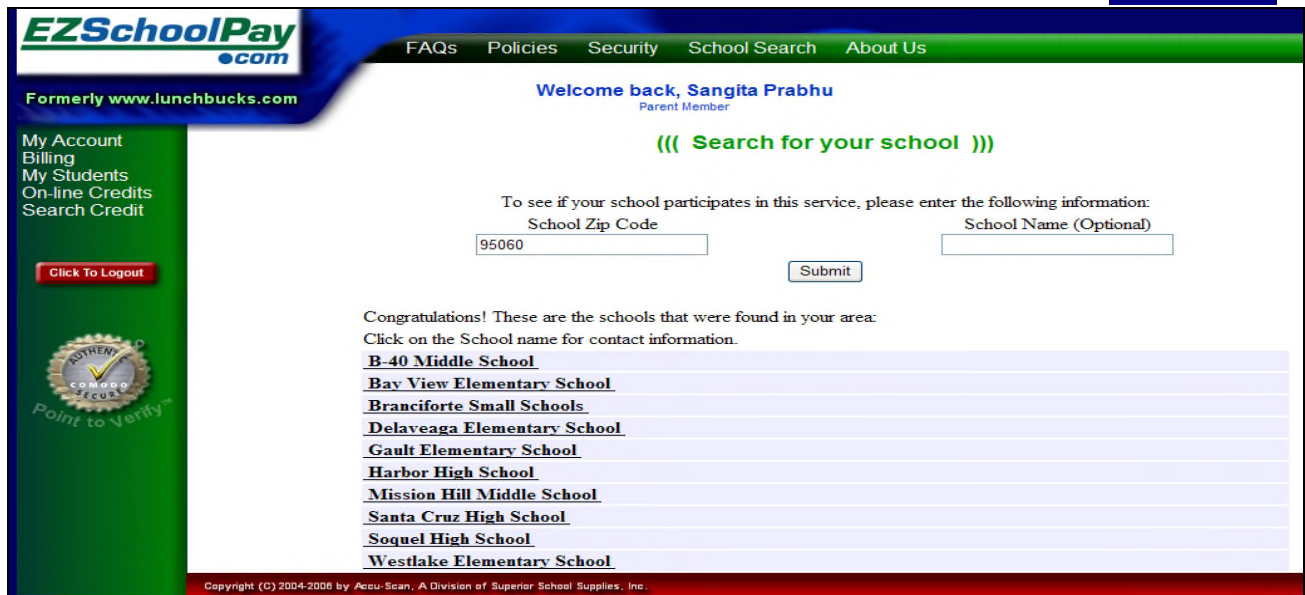 EZSchoolPay
.com
FAQs Policies Security School Search About Us
Formerly www.lunchbucks.com
Welcome back, Sangita Prabhu
Parent Member
My Account
Billing
My Students
On-line Credits
Search Credit
Click To Logout
AUTHENTIC
COMODO
SECURE
Point to Verify™
((( Search for your school )))
To see if your school participates in this service, please enter the following information:
School Zip Code School Name (Optional)
95060
Submit
Congratulations! These are the schools that were found in your area:
Click on the School name for contact information.
B-40 Middle School
Bay View Elementary School
Branciforte Small Schools
Delaveaga Elementary School
Gault Elementary School
Harbor High School
Mission Hill Middle School
Santa Cruz High School
Soquel High School
Westlake Elementary School
Copyright (C) 2004-2006 by Accu-Scan, A Division of Superior School Supplies, Inc.